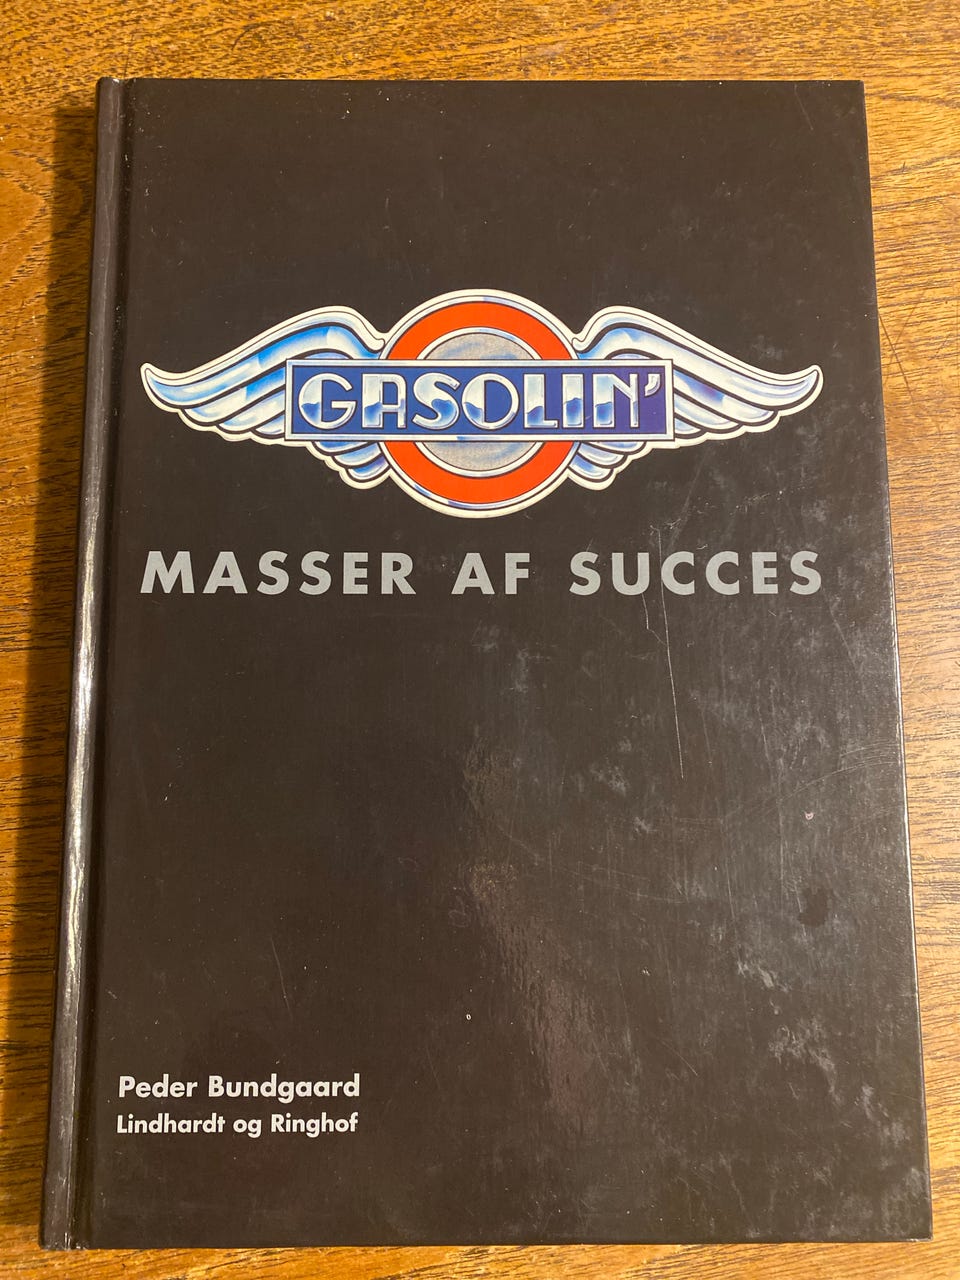 GASOLIN'
MASSER AF SUCCES
Peder Bundgaard
Lindhardt og Ringhof